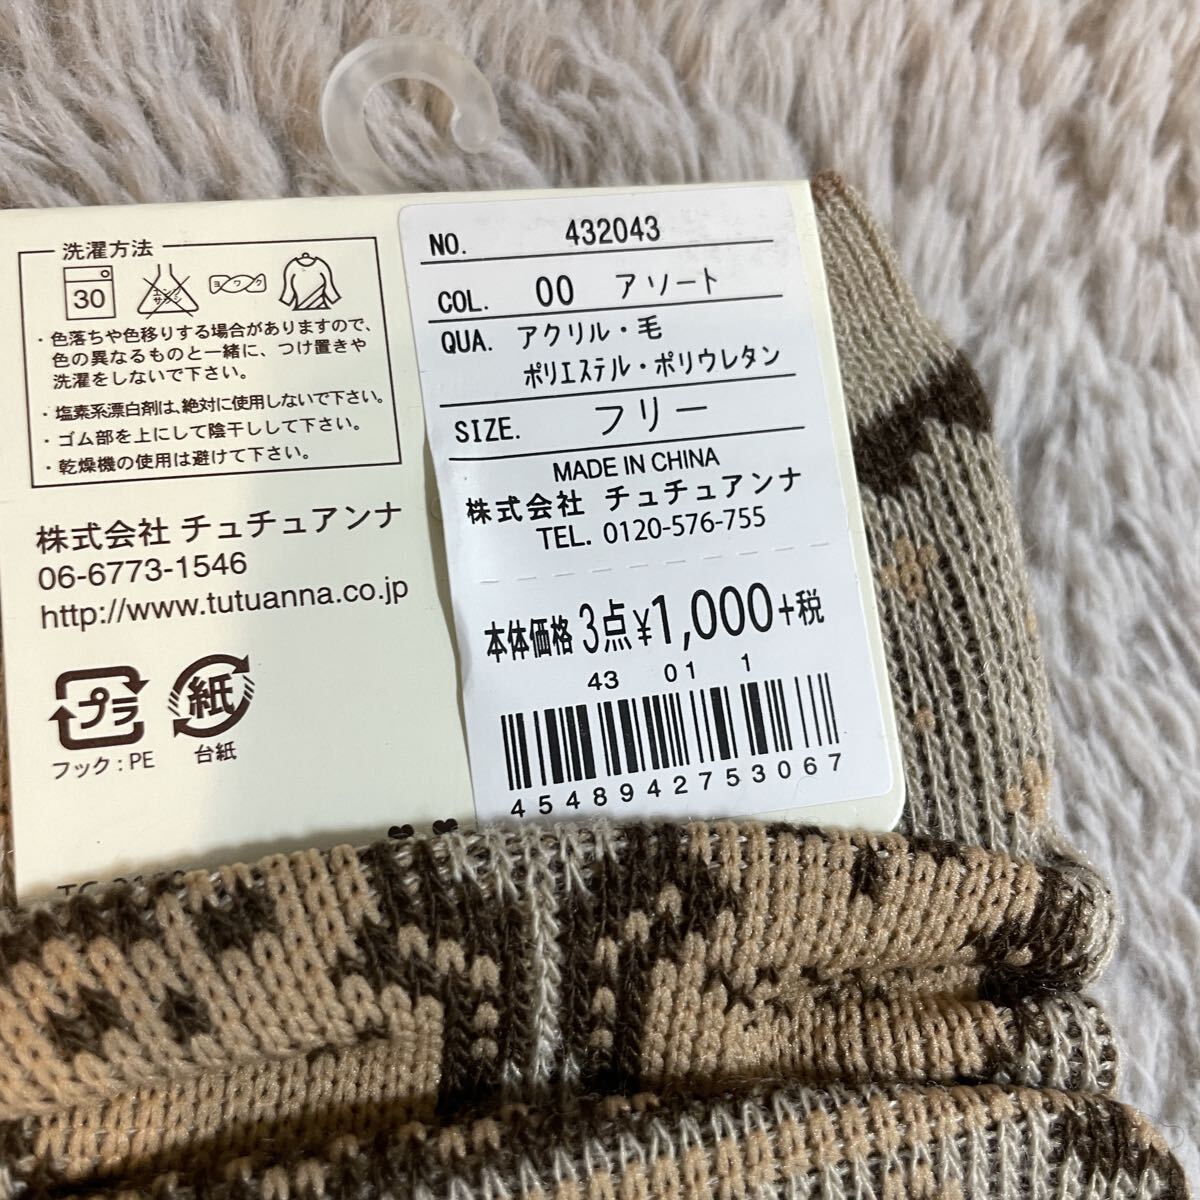 洗濯方法
30
エンソ
サラシ
ヨワク
・色落ちや色移りする場合がありますので、
色の異なるものと一緒に、つけ置きや
洗濯をしないで下さい。
・塩素系漂白剤は、絶対に使用しないで下さい。
・ゴム部を上にして陰干しして下さい。
・乾燥機の使用は避けて下さい。
株式会社 チュチュアンナ
06-6773-1546
http://www.tutuanna.co.jp
プラ
フック:PE
紙
台紙
NO. 432043
COL. 00 アソート
QUA. アクリル・毛
ポリエステル・ポリウレタン
SIZE. フリー
MADE IN CHINA
株式会社 チュチュアンナ
TEL. 0120-576-755
本体価格 3点¥1,000+税
43 01 1
4548942753067